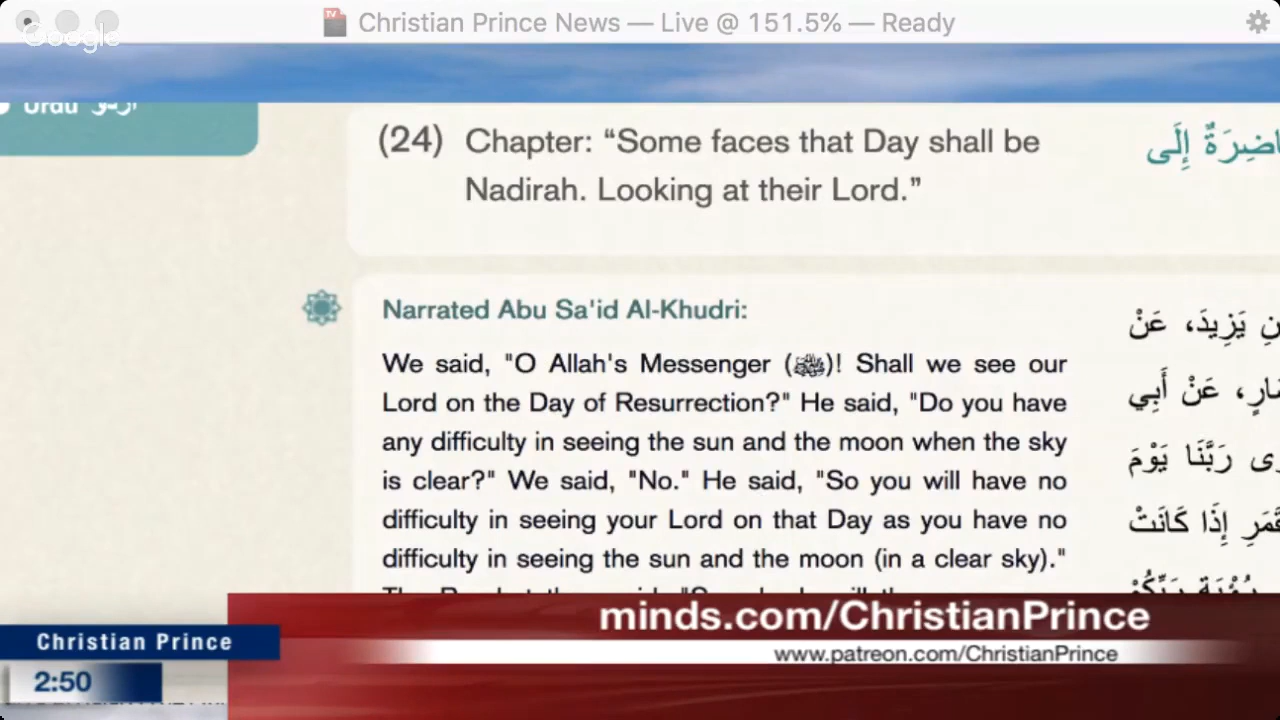 Christian Prince News — Live @ 151.5% — Ready
Google
Urdu اردو
(24) Chapter: “Some faces that Day shall be
Nadirah. Looking at their Lord.”
إِلَى
Narrated Abu Sa'id Al-Khudri:
We said, "O Allah's Messenger (ﷺ)! Shall we see our
Lord on the Day of Resurrection?" He said, "Do you have
any difficulty in seeing the sun and the moon when the sky
is clear?" We said, "No." He said, "So you will have no
difficulty in seeing your Lord on that Day as you have no
difficulty in seeing the sun and the moon (in a clear sky)."
يَزِيدَ، عَنْ
عَنْ أَبِي
رَبَّنَا يَوْمَ
إِذَا كَانَتْ
minds.com/ChristianPrince
www.patreon.com/ChristianPrince
Christian Prince
2:50